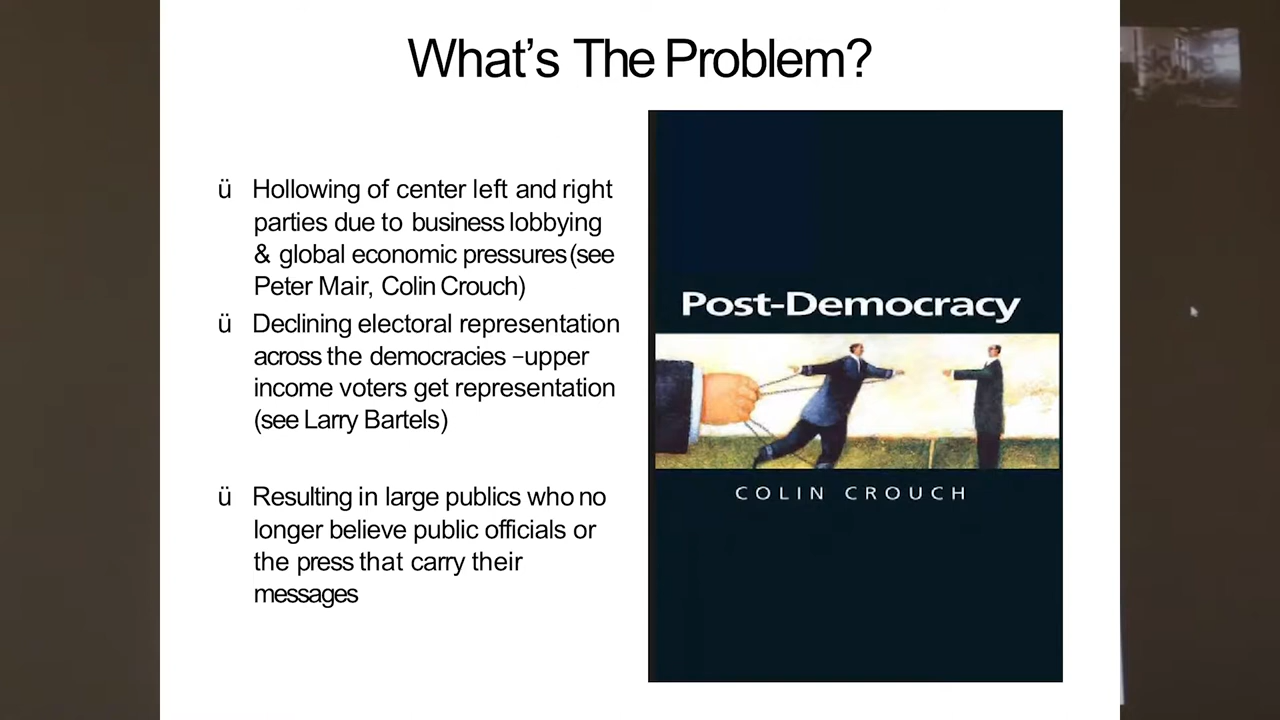 What's The Problem?
ü Hollowing of center left and right
parties due to business lobbying
& global economic pressures (see
Peter Mair, Colin Crouch)
ü Declining electoral representation
across the democracies –upper
income voters get representation
(see Larry Bartels)
ü Resulting in large publics who no
longer believe public officials or
the press that carry their
messages
Post-Democracy
COLIN CROUCH
skype